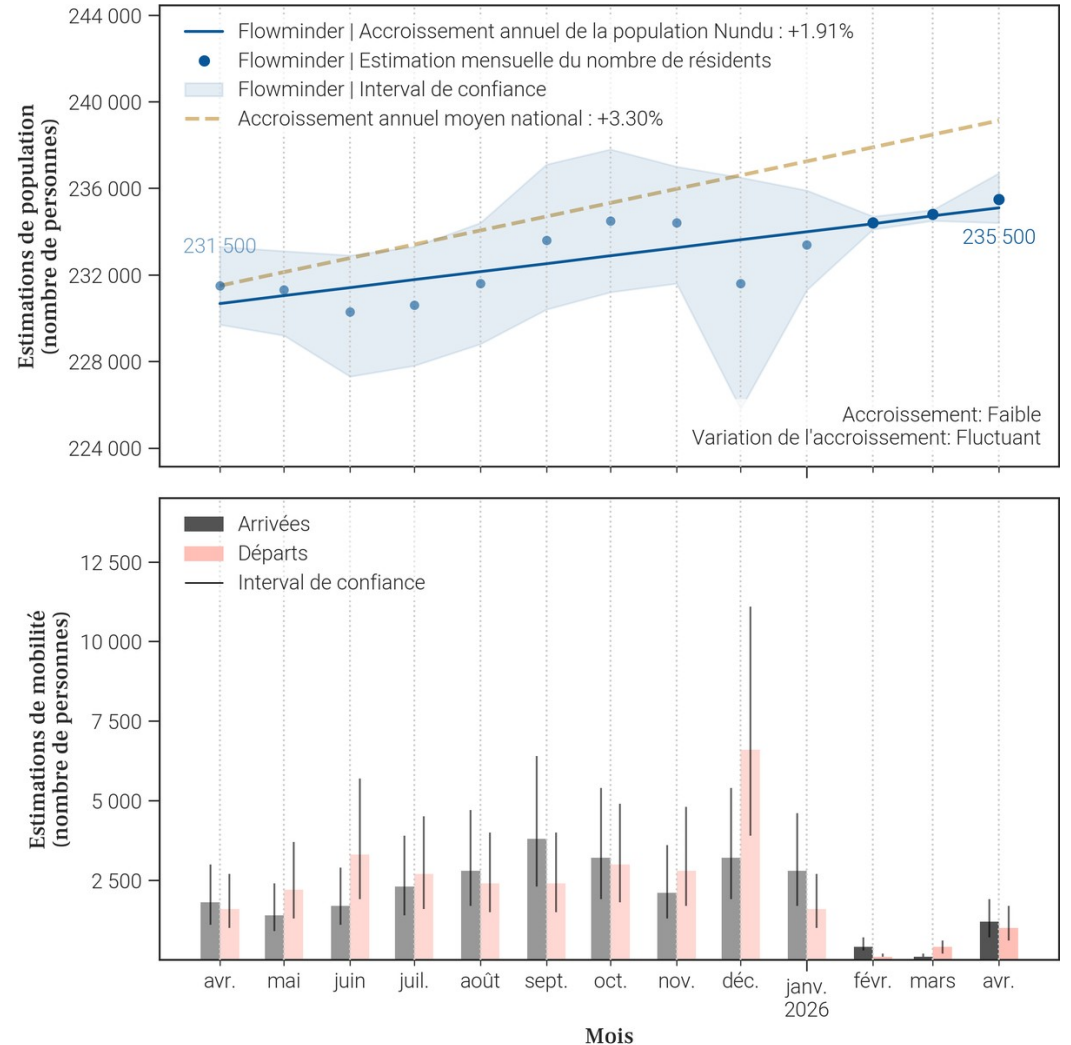 244 000
240 000
236 000
232 000
228 000
224 000
Estimations de population
(nombre de personnes)
Flowminder | Accroissement annuel de la population Nundu : +1.91%
Flowminder | Estimation mensuelle du nombre de résidents
Flowminder | Interval de confiance
Accroissement annuel moyen national : +3.30%
231 500
235 500
Accroissement: Faible
Variation de l'accroissement: Fluctuant
12 500
10 000
7 500
5 000
2 500
Estimations de mobilité
(nombre de personnes)
Arrivées
Départs
Interval de confiance
avr. mai juin juil. août sept. oct. nov. déc. janv. févr. mars avr.
2026
Mois